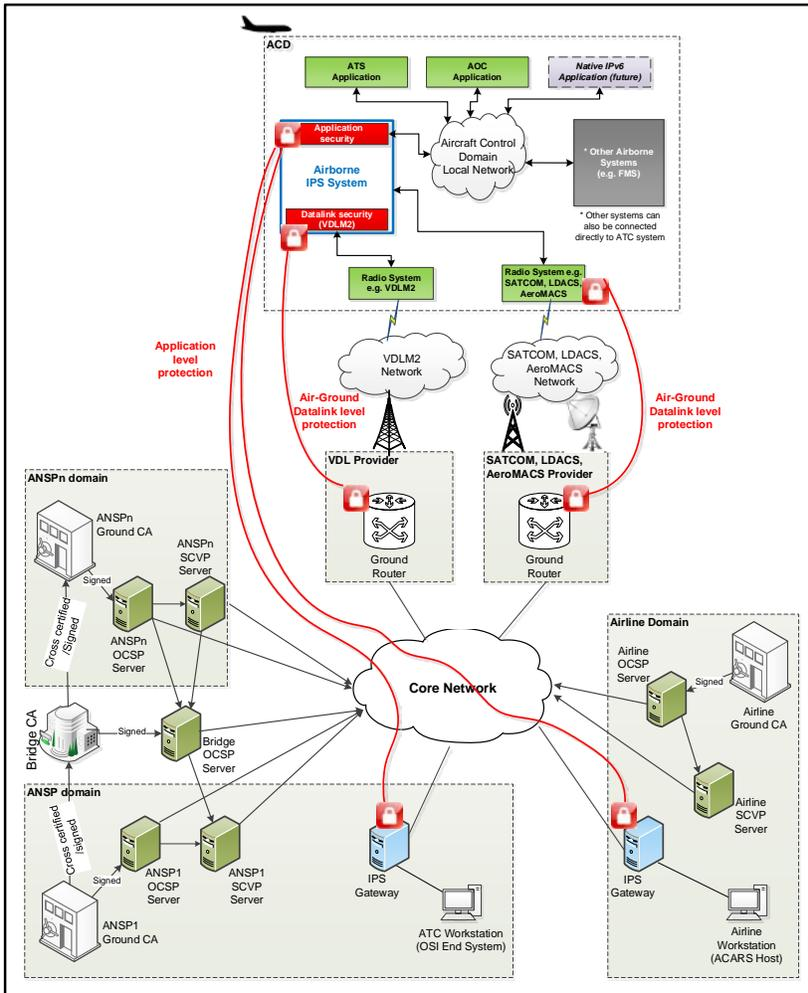 ACD
ATS
Application
AOC
Application
Native IPv6
Application (future)
Application
security
Airborne
IPS System
Datalink security
(VDLM2)
Aircraft Control
Domain
Local Network
* Other Airborne
Systems
(e.g. FMS)
* Other systems can
also be connected
directly to ATC system
Radio System
e.g. VDLM2
Radio System e.g.
SATCOM, LDACS,
AeroMACS
Application
level
protection
VDLM2
Network
SATCOM, LDACS,
AeroMACS
Network
Air-Ground
Datalink level
protection
Air-Ground
Datalink level
protection
VDL Provider
Ground
Router
SATCOM, LDACS,
AeroMACS Provider
Ground
Router
ANSPn domain
ANSPn
Ground CA
Signed
ANSPn
OCSP
Server
ANSPn
SCVP
Server
Cross certified
/Signed
Bridge CA
Signed
Bridge
OCSP
Server
Core Network
Airline Domain
Airline
OCSP
Server
Signed
Airline
Ground CA
Airline
SCVP
Server
IPS
Gateway
Airline
Workstation
(ACARS Host)
ANSP domain
Cross certified
/signed
Signed
ANSP1
Ground CA
ANSP1
OCSP
Server
ANSP1
SCVP
Server
IPS
Gateway
ATC Workstation
(OSI End System)